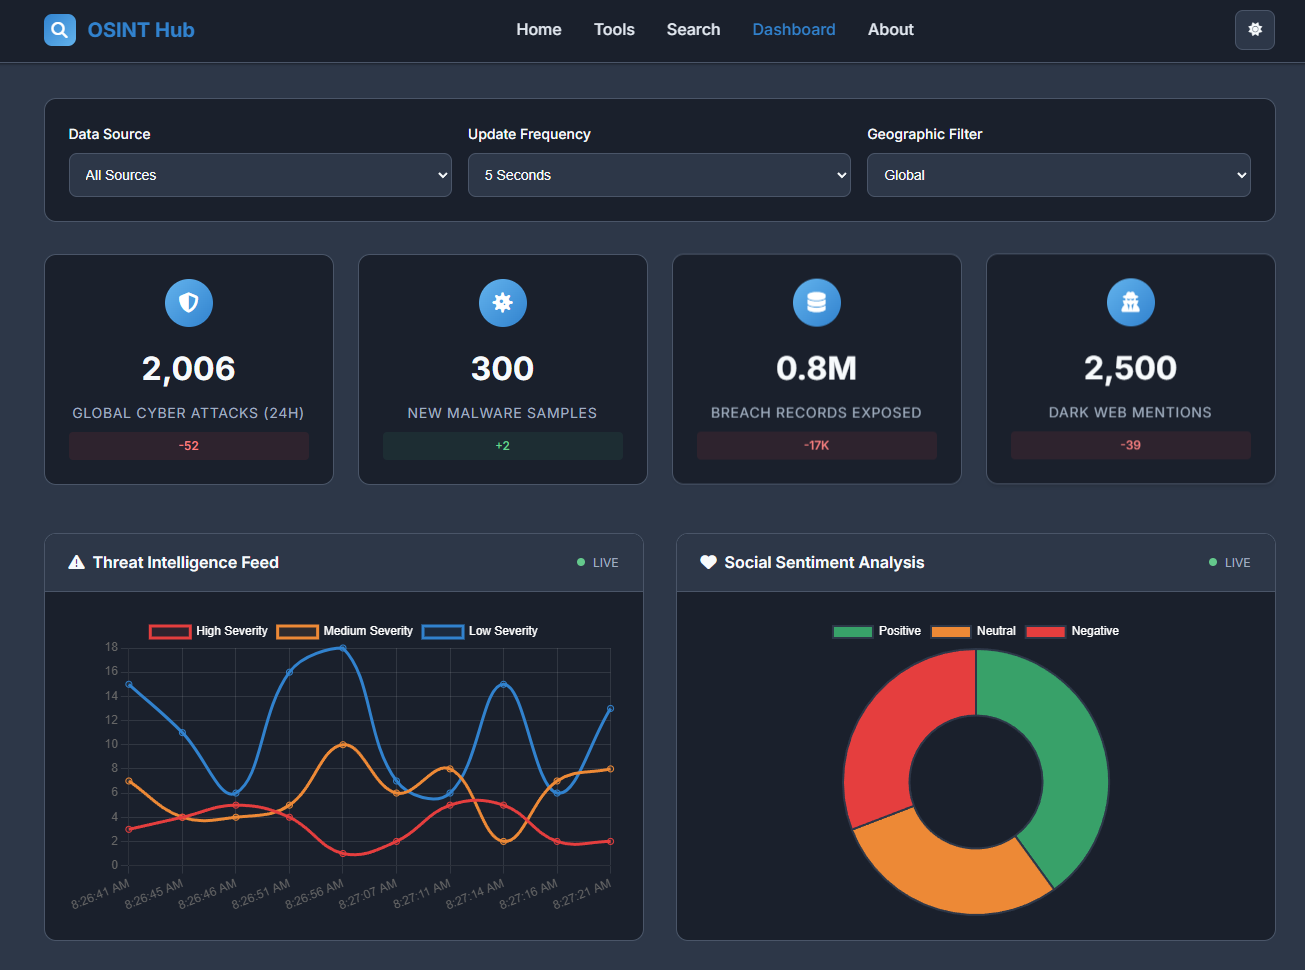 OSINT Hub
Home Tools Search Dashboard About
Data Source Update Frequency Geographic Filter
All Sources 5 Seconds Global
2,006
GLOBAL CYBER ATTACKS (24H)
-52
300
NEW MALWARE SAMPLES
+2
0.8M
BREACH RECORDS EXPOSED
-17K
2,500
DARK WEB MENTIONS
-39
Threat Intelligence Feed LIVE
High Severity Medium Severity Low Severity
18
16
14
12
10
8
6
4
2
0
8:26:41 AM 8:26:45 AM 8:26:46 AM 8:26:51 AM 8:26:56 AM 8:27:07 AM 8:27:11 AM 8:27:14 AM 8:27:16 AM 8:27:21 AM
Social Sentiment Analysis LIVE
Positive Neutral Negative